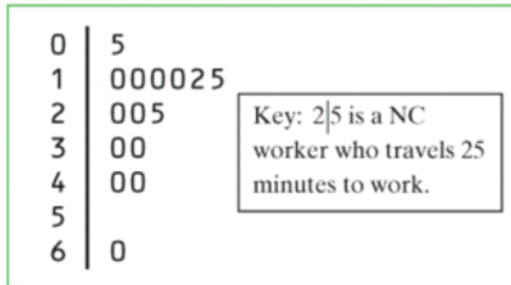 0 | 5
1 | 000025
2 | 005
3 | 00
4 | 00
5 |
6 | 0
Key: 2|5 is a NC
worker who travels 25
minutes to work.